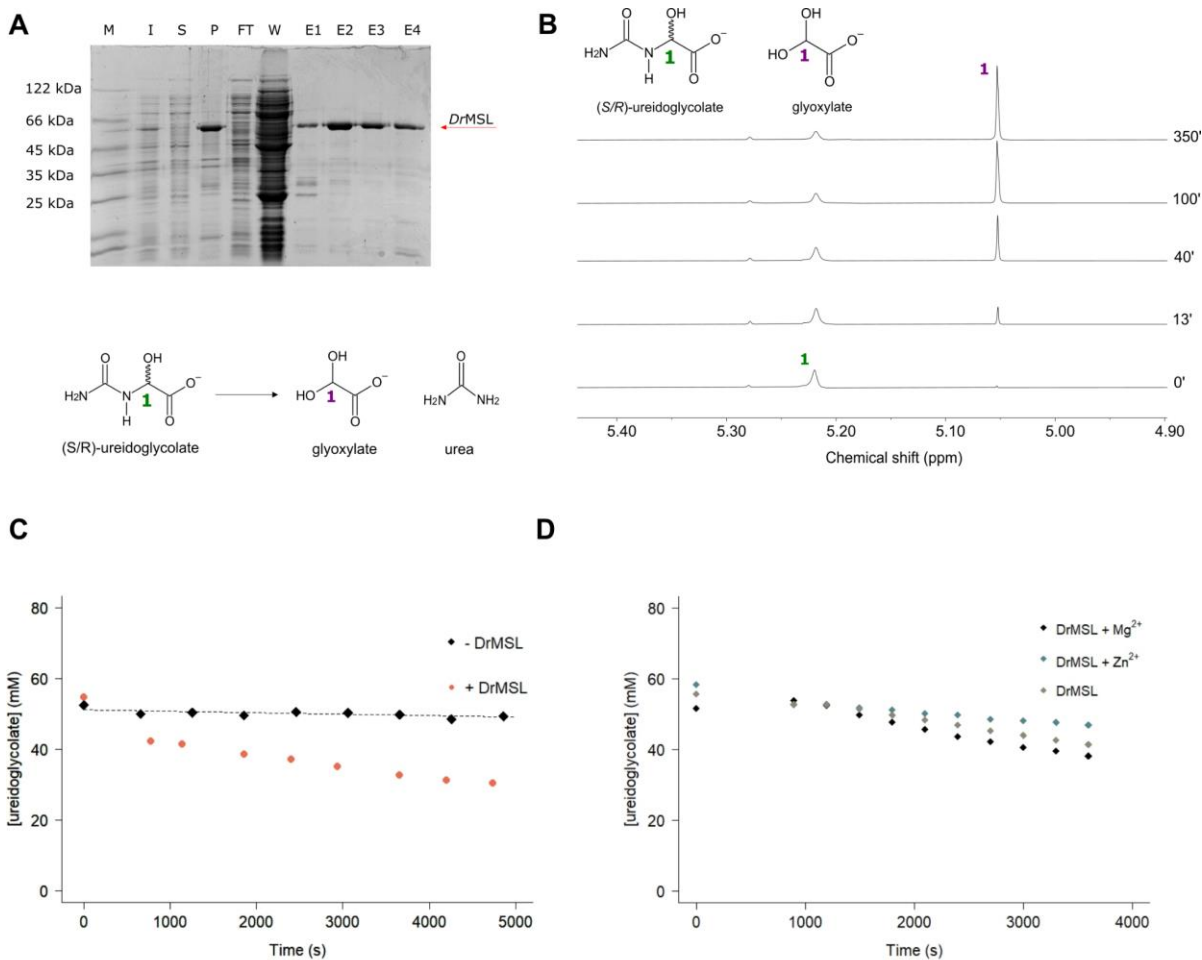 A
M I S P FT W E1 E2 E3 E4
122 kDa
66 kDa
45 kDa
35 kDa
25 kDa
DrMSL
O
OH
H₂N
N
H
1
O⁻
O
(S/R)-ureidoglycolate
OH
HO
1
O⁻
O
glyoxylate
O
H₂N
NH₂
urea
B
O
OH
H₂N
N
H
1
O⁻
O
(S/R)-ureidoglycolate
OH
HO
1
O⁻
O
glyoxylate
1
350'
100'
40'
13'
1
0'
5.40 5.30 5.20 5.10 5.00 4.90
Chemical shift (ppm)
C
[ureidoglycolate] (mM)
80
60
40
20
0
- DrMSL
+ DrMSL
0 1000 2000 3000 4000 5000
Time (s)
D
[ureidoglycolate] (mM)
80
60
40
20
0
DrMSL + Mg²⁺
DrMSL + Zn²⁺
DrMSL
0 1000 2000 3000 4000
Time (s)